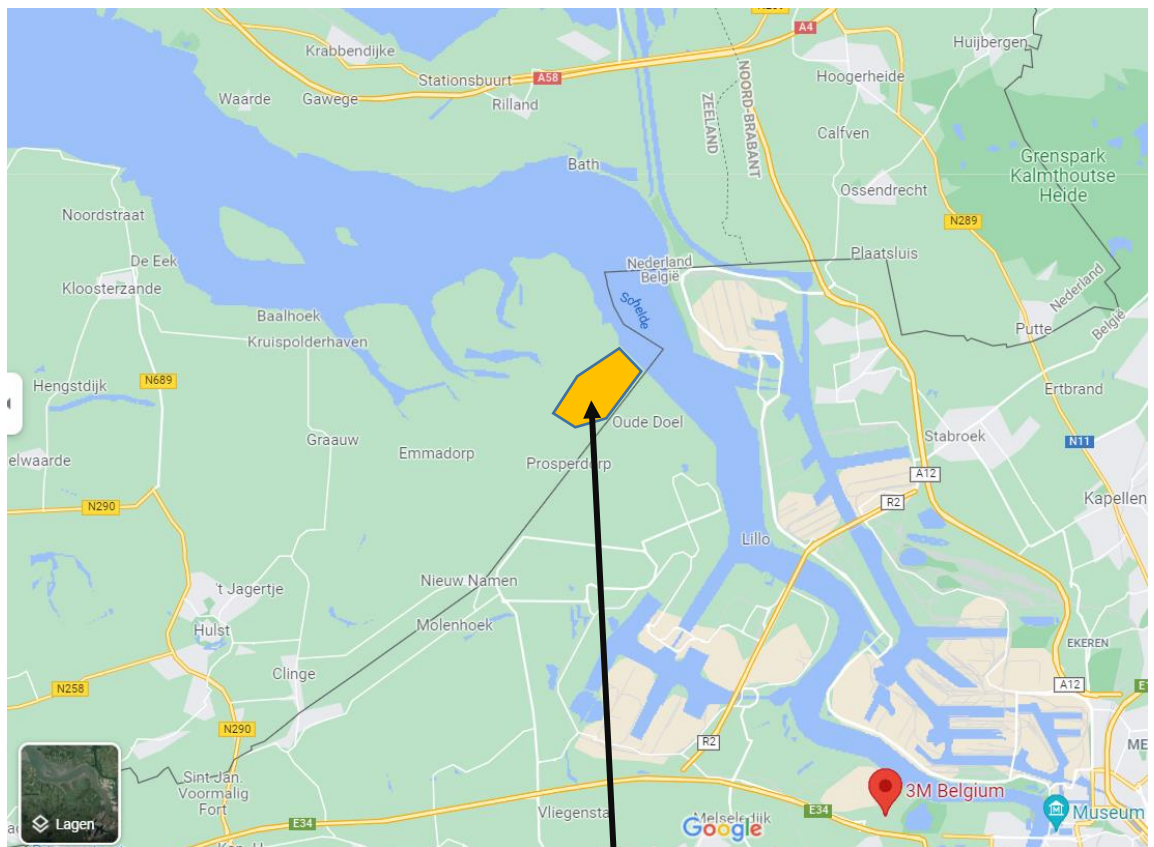 A4
Krabbendijke
Huijbergen
Stationsbuurt
A58
Hoogerheide
Waarde
Gawege
Rilland
NOORD-BRABANT
ZEELAND
Calfven
Bath
Grenspark
Kalmthoutse
Heide
Ossendrecht
Noordstraat
N289
De Eek
Nederland
België
Plaatsluis
Kloosterzande
Schelde
Nederland
België
Baalhoek
Kruispolderhaven
Putte
Hengstdijk
N689
Ertbrand
Oude Doel
Graauw
Stabroek
N11
elwaarde
Emmadorp
Prosperdorp
A12
R2
Kapellen
N290
Lillo
't Jagertje
Nieuw Namen
Molenhoek
Hulst
EKEREN
Clinge
N258
A12
E
N290
R2
ME
Sint Jan.
Voormalig
Fort
3M Belgium
Lagen
E34
Vliegenstal
Melseledijk
Google
E34
Museum